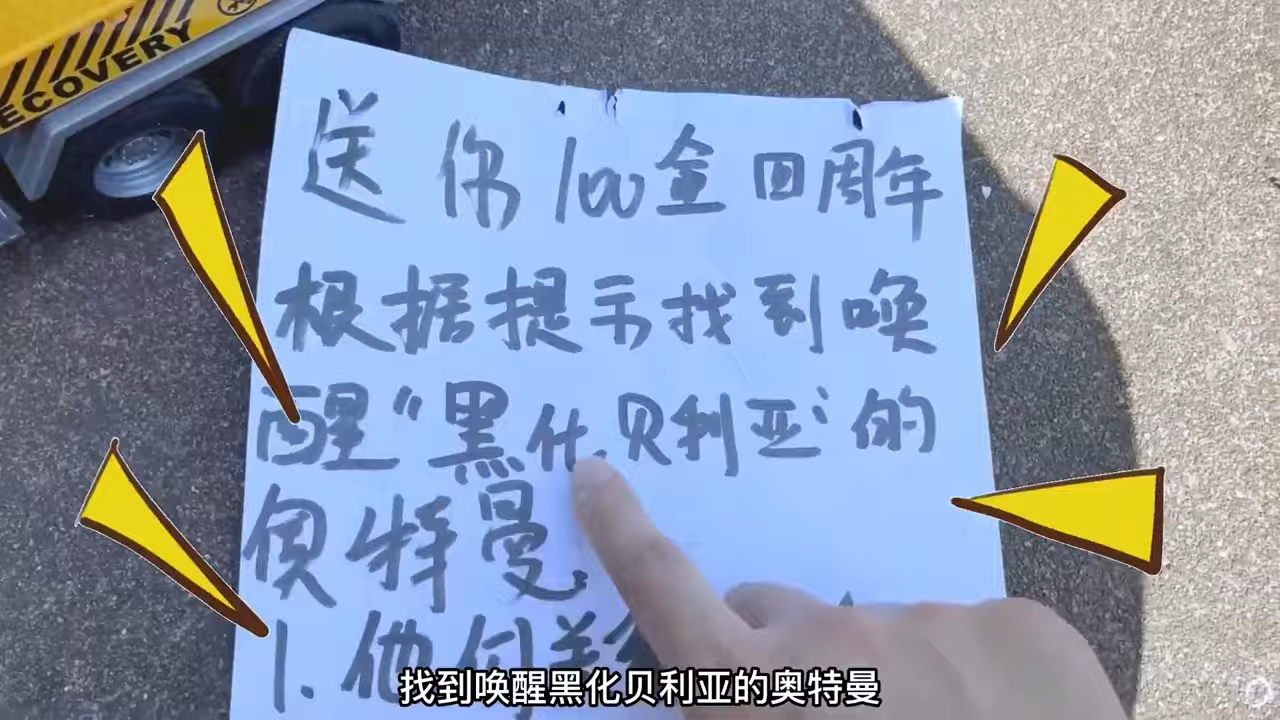 RECOVERY
送你100金四周年
根据提示找到唤
醒“黑化贝利亚”的
奥特曼
1.他何
找到唤醒黑化贝利亚的奥特曼